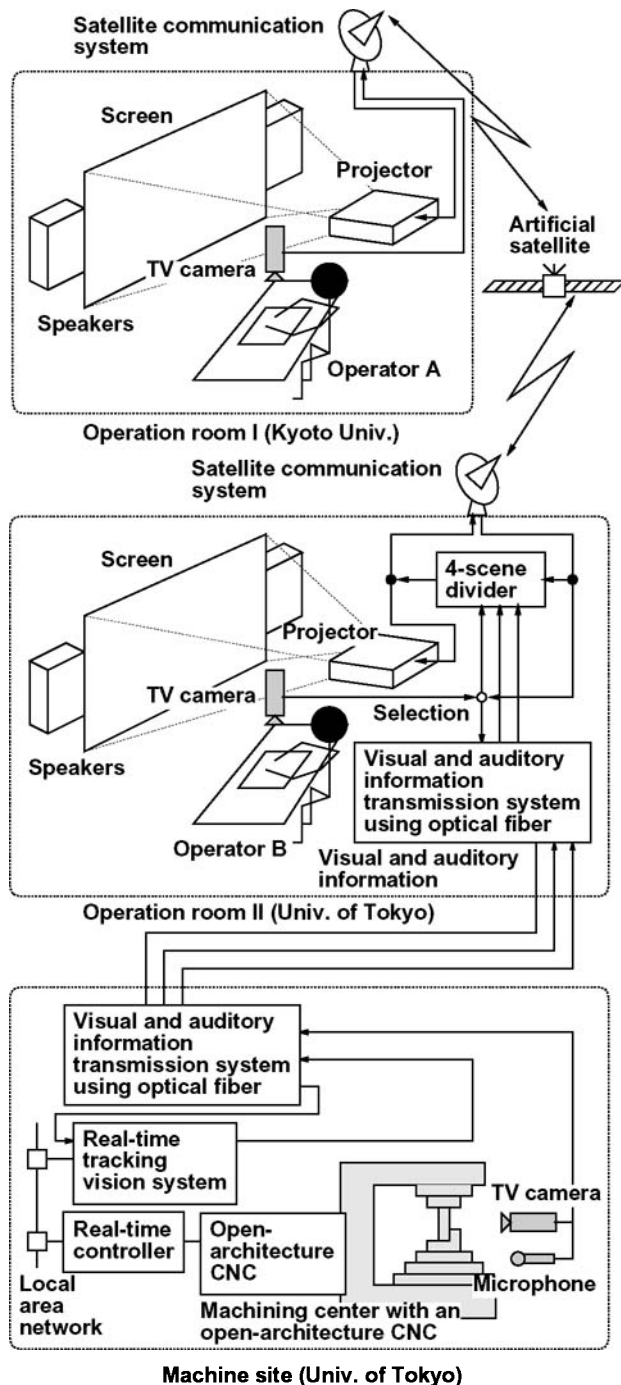 Satellite communication
system
Screen
Projector
Artificial
satellite
TV camera
Speakers
Operator A
Operation room I (Kyoto Univ.)
Satellite communication
system
Screen
4-scene
divider
Projector
TV camera
Selection
Speakers
Visual and auditory
information
transmission system
using optical fiber
Operator B
Visual and auditory
information
Operation room II (Univ. of Tokyo)
Visual and auditory
information
transmission system
using optical fiber
Real-time
tracking
vision system
TV camera
Real-time
controller
Open-
architecture
CNC
Microphone
Local
area
network
Machining center with an
open-architecture CNC
Machine site (Univ. of Tokyo)